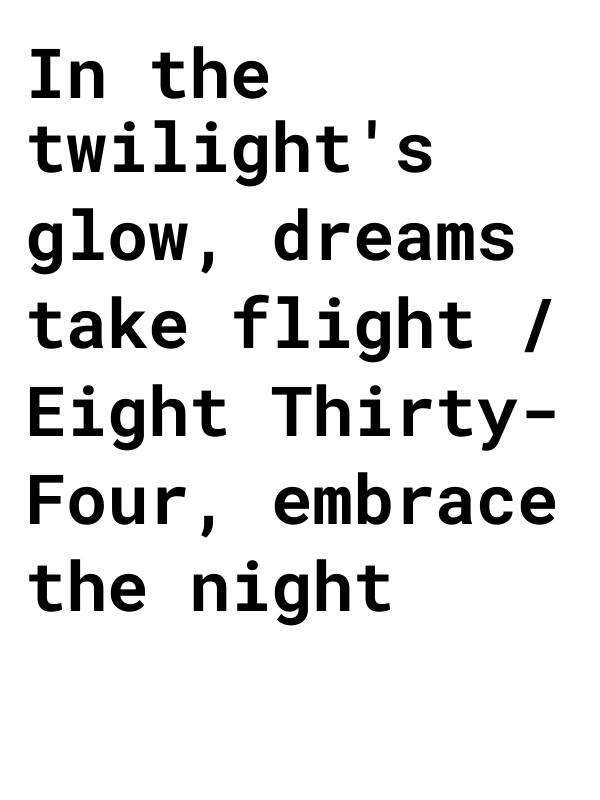 In the
twilight's
glow, dreams
take flight /
Eight Thirty-
Four, embrace
the night